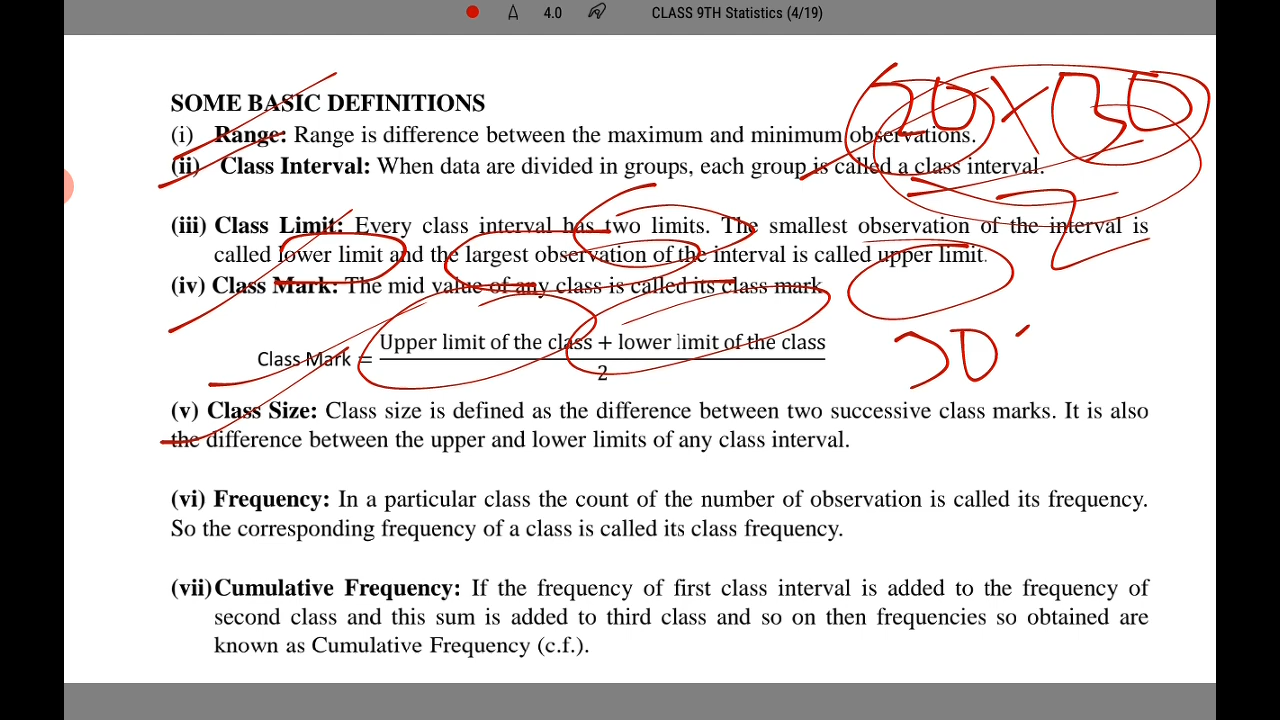 4.0 CLASS 9TH Statistics (4/19)
SOME BASIC DEFINITIONS
(i) Range: Range is difference between the maximum and minimum observations.
(ii) Class Interval: When data are divided in groups, each group is called a class interval.
(iii) Class Limit: Every class interval has two limits. The smallest observation of the interval is
called lower limit and the largest observation of the interval is called upper limit.
(iv) Class Mark: The mid value of any class is called its class mark.
Class Mark = Upper limit of the class + lower limit of the class
2
(v) Class Size: Class size is defined as the difference between two successive class marks. It is also
the difference between the upper and lower limits of any class interval.
(vi) Frequency: In a particular class the count of the number of observation is called its frequency.
So the corresponding frequency of a class is called its class frequency.
(vii) Cumulative Frequency: If the frequency of first class interval is added to the frequency of
second class and this sum is added to third class and so on then frequencies so obtained are
known as Cumulative Frequency (c.f.).